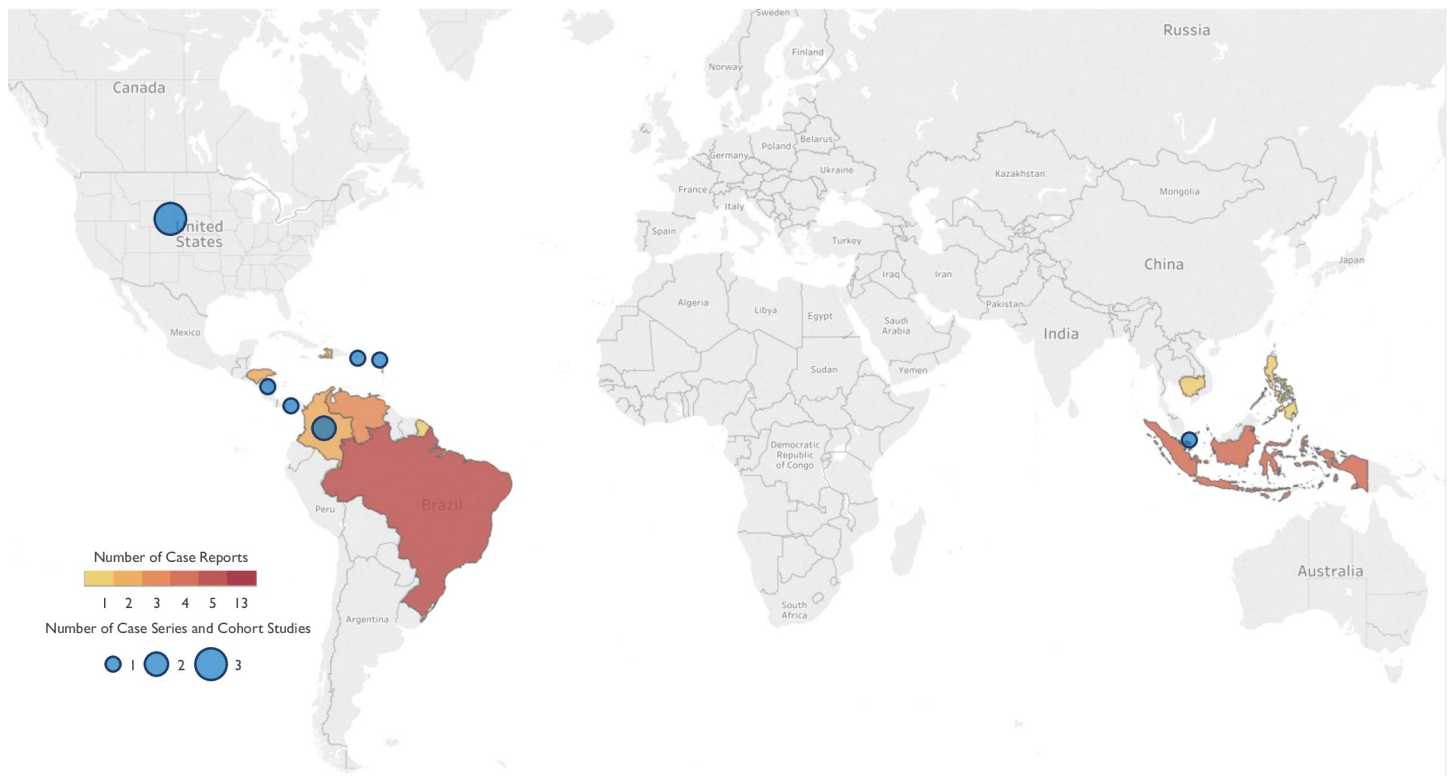 Sweden
Russia
Finland
Norway
Canada
Belarus
Poland
Germany
Ukraine
Kazakhstan
France
Mongolia
Italy
United
States
Spain
Turkey
Japan
China
Iraq
Iran
Algeria
Libya
Egypt
Pakistan
Saudi
Arabia
India
Mexico
Sudan
Yemen
Democratic
Republic
of Congo
Brazil
Peru
Number of Case Reports
Australia
1 2 3 4 5 13
South
Africa
Argentina
Number of Case Series and Cohort Studies
1 2 3